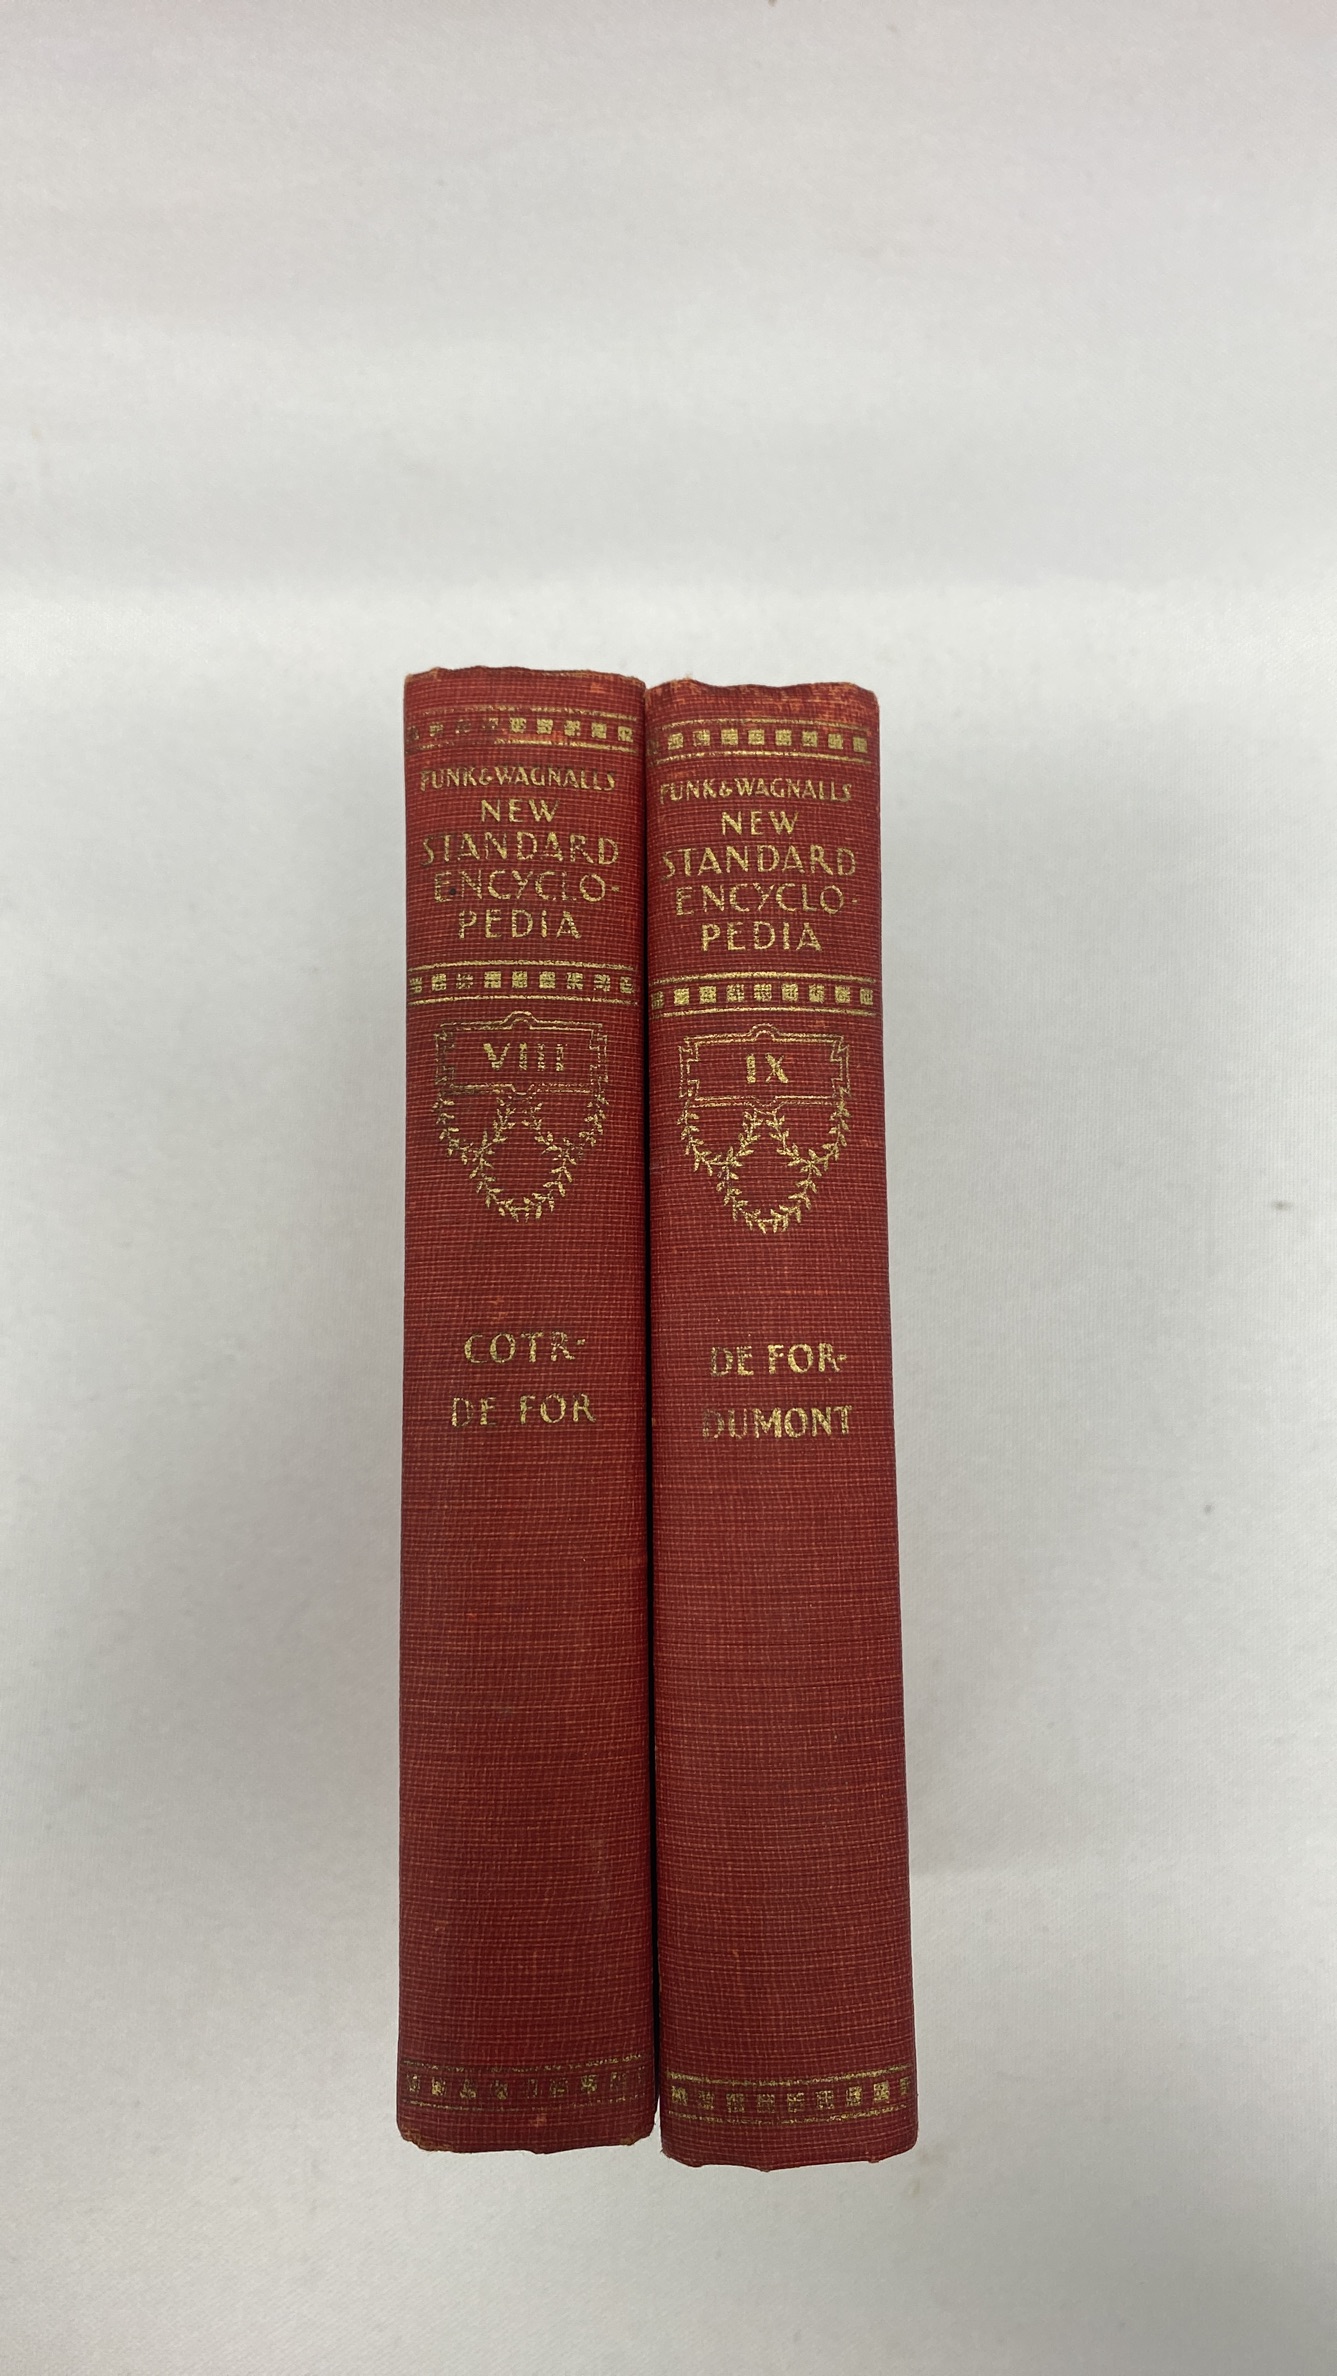 FUNK & WAGNALLS
NEW
STANDARD
ENCYCLO-
PEDIA
VIII
COTR-
DE FOR
FUNK & WAGNALLS
NEW
STANDARD
ENCYCLO-
PEDIA
IX
DE FOR-
DUMONT